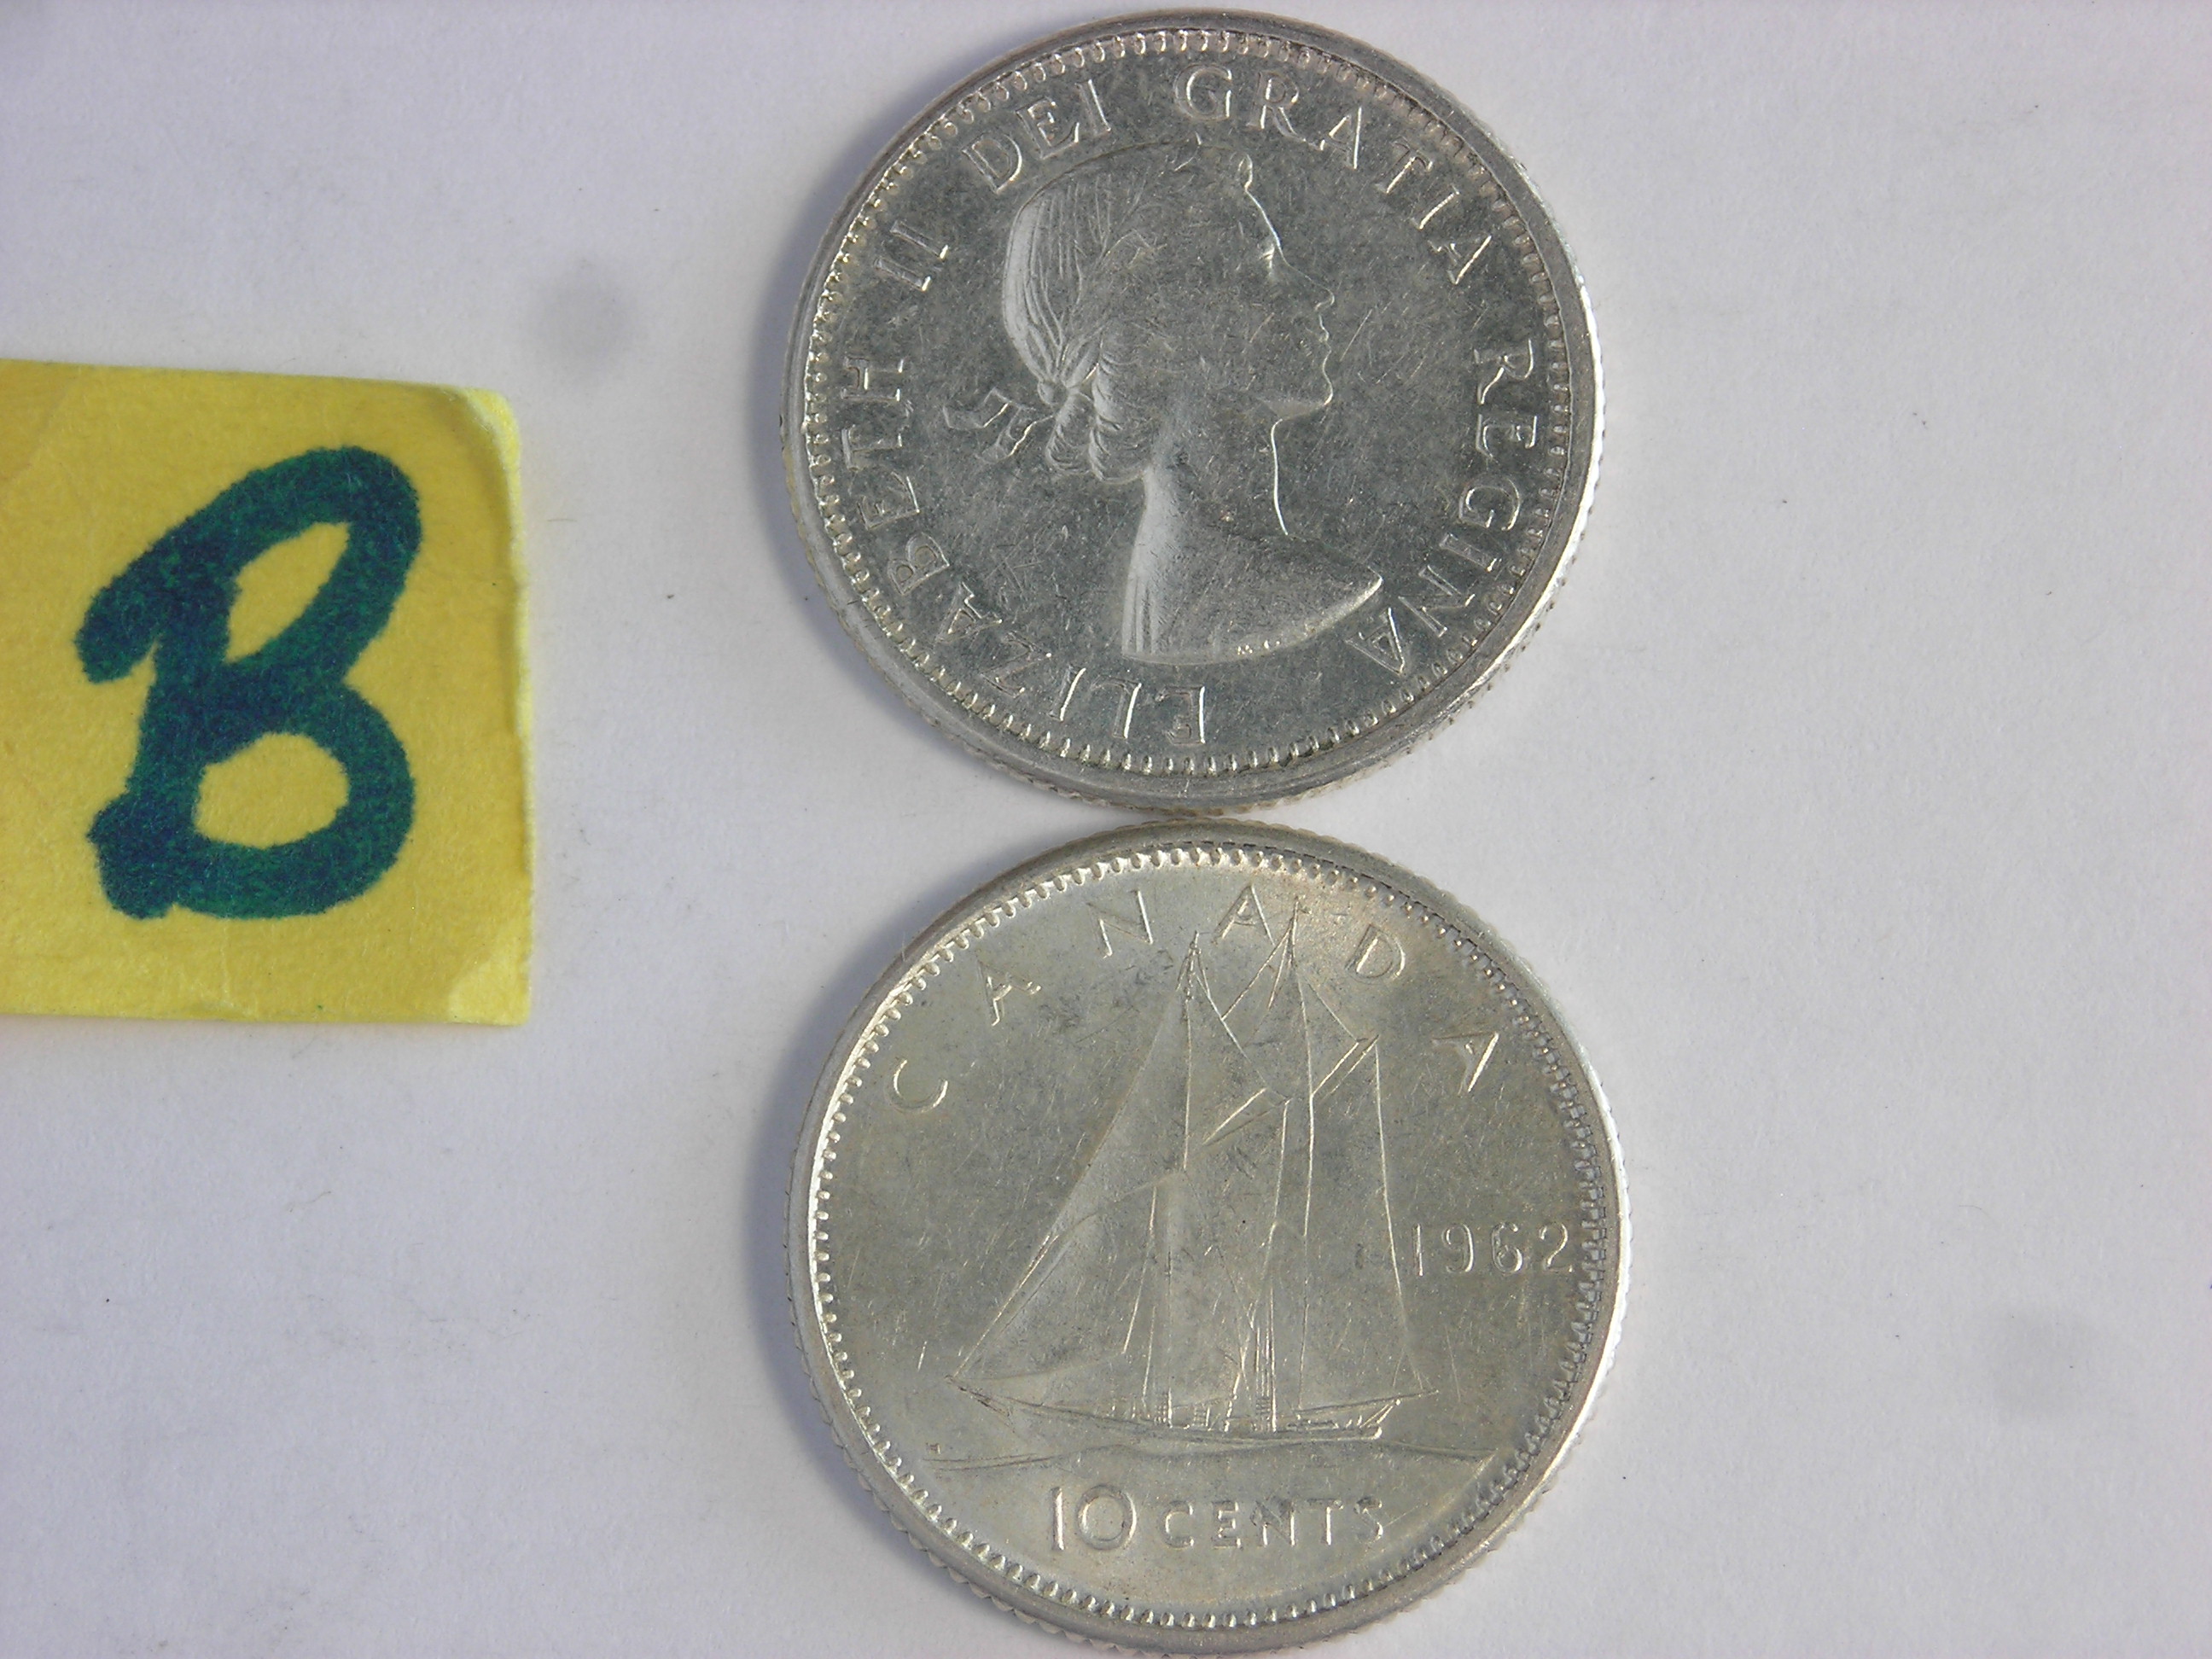 B
ELIZABETH II DEI GRATIA REGINA
CANADA
1962
10 CENTS